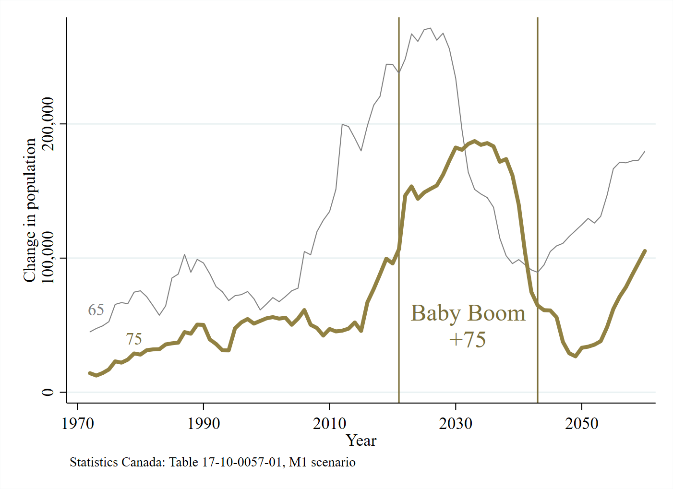 Change in population
200,000
100,000
0
65
75
Baby Boom
+75
1970 1990 2010 2030 2050
Year
Statistics Canada: Table 17-10-0057-01, M1 scenario